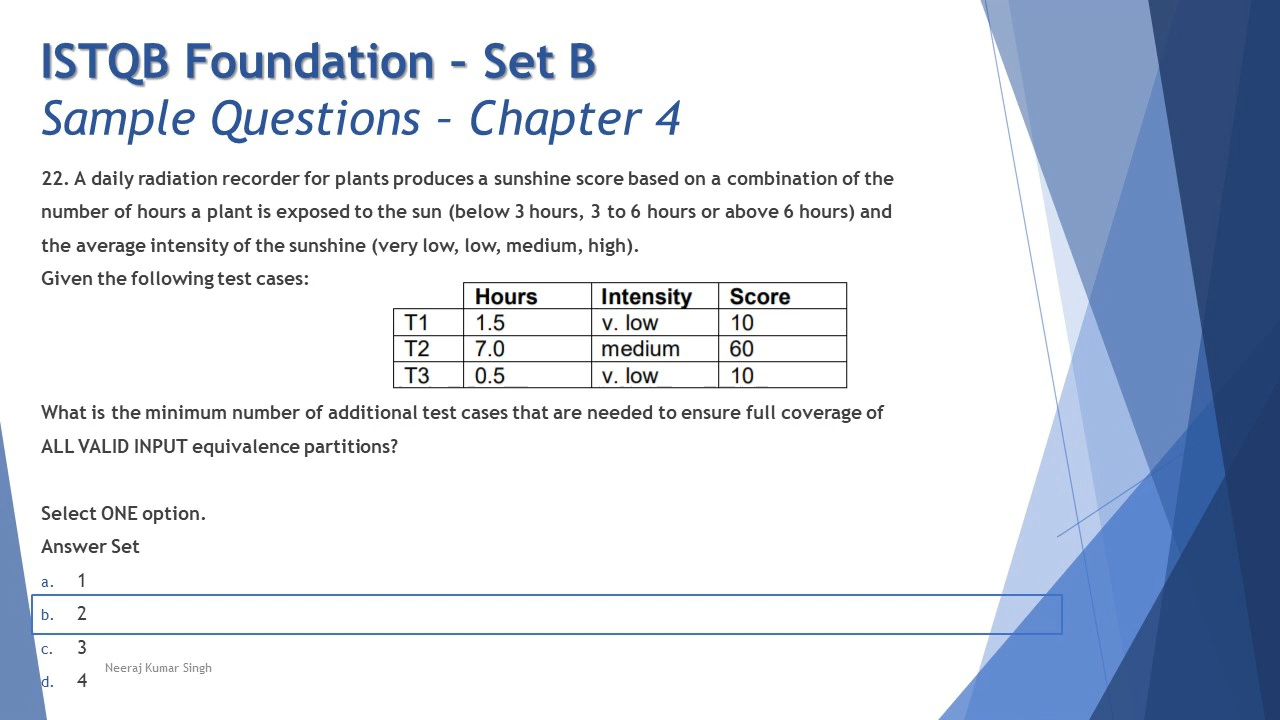 ISTQB Foundation – Set B
Sample Questions – Chapter 4
22. A daily radiation recorder for plants produces a sunshine score based on a combination of the
number of hours a plant is exposed to the sun (below 3 hours, 3 to 6 hours or above 6 hours) and
the average intensity of the sunshine (very low, low, medium, high).
Given the following test cases:
Hours Intensity Score
T1 1.5 v. low 10
T2 7.0 medium 60
T3 0.5 v. low 10
What is the minimum number of additional test cases that are needed to ensure full coverage of
ALL VALID INPUT equivalence partitions?
Select ONE option.
Answer Set
a. 1
b. 2
c. 3
Neeraj Kumar Singh
d. 4